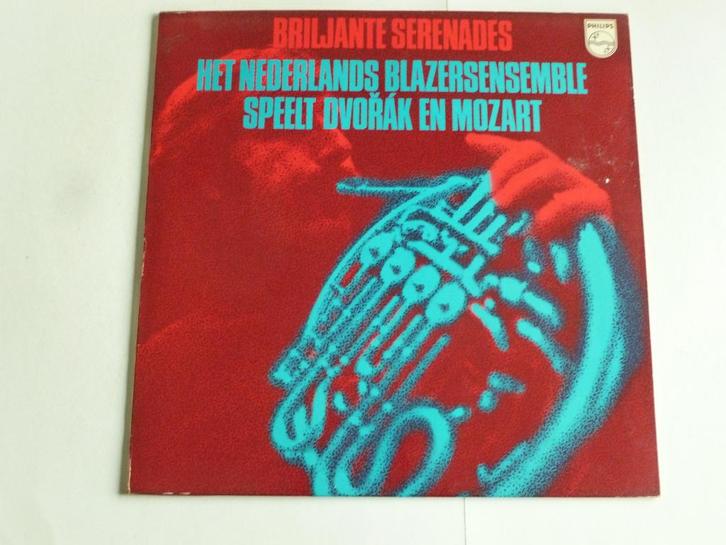 BRILJANTE SERENADES
PHILIPS
HET NEDERLANDS BLAZERSENSEMBLE
SPEELT DVOŘÁK EN MOZART